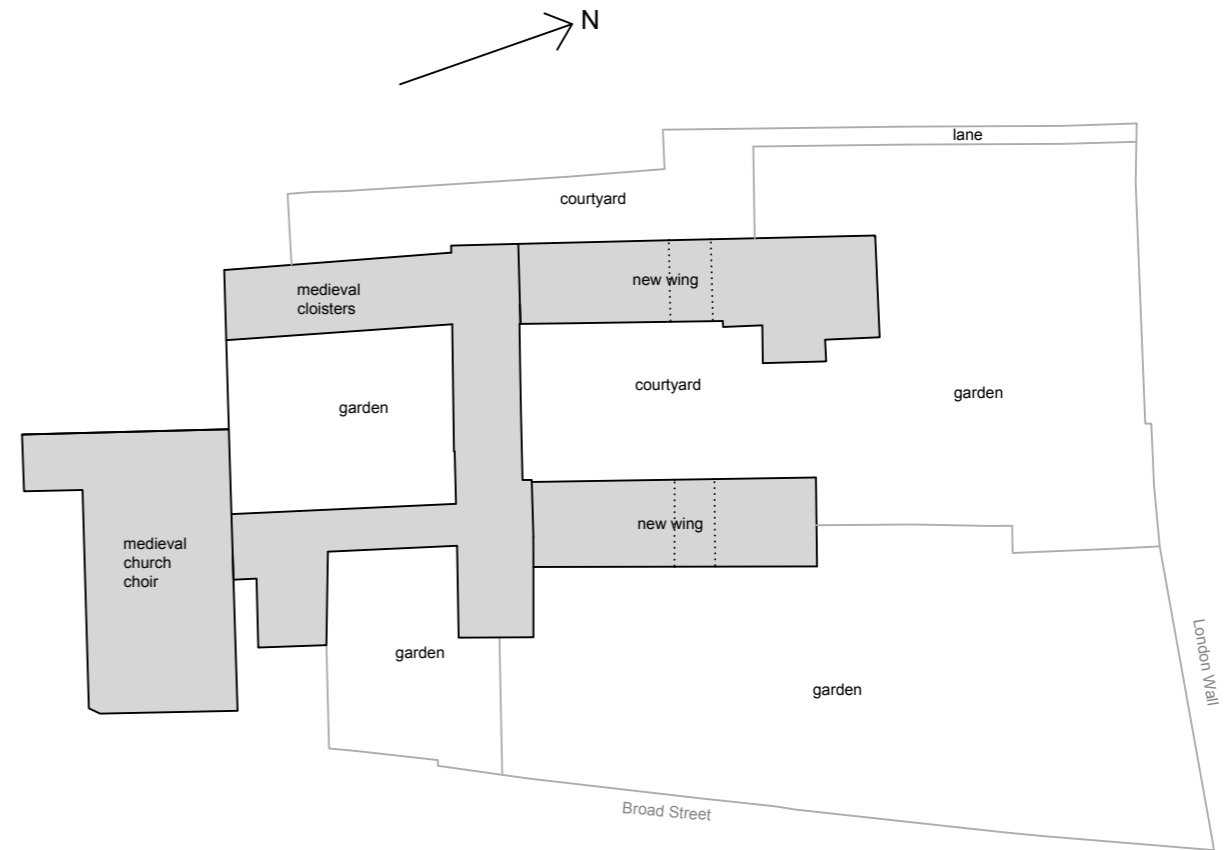 N
lane
courtyard
new wing
medieval
cloisters
courtyard
garden
garden
new wing
medieval
church
choir
garden
garden
London Wall
Broad Street